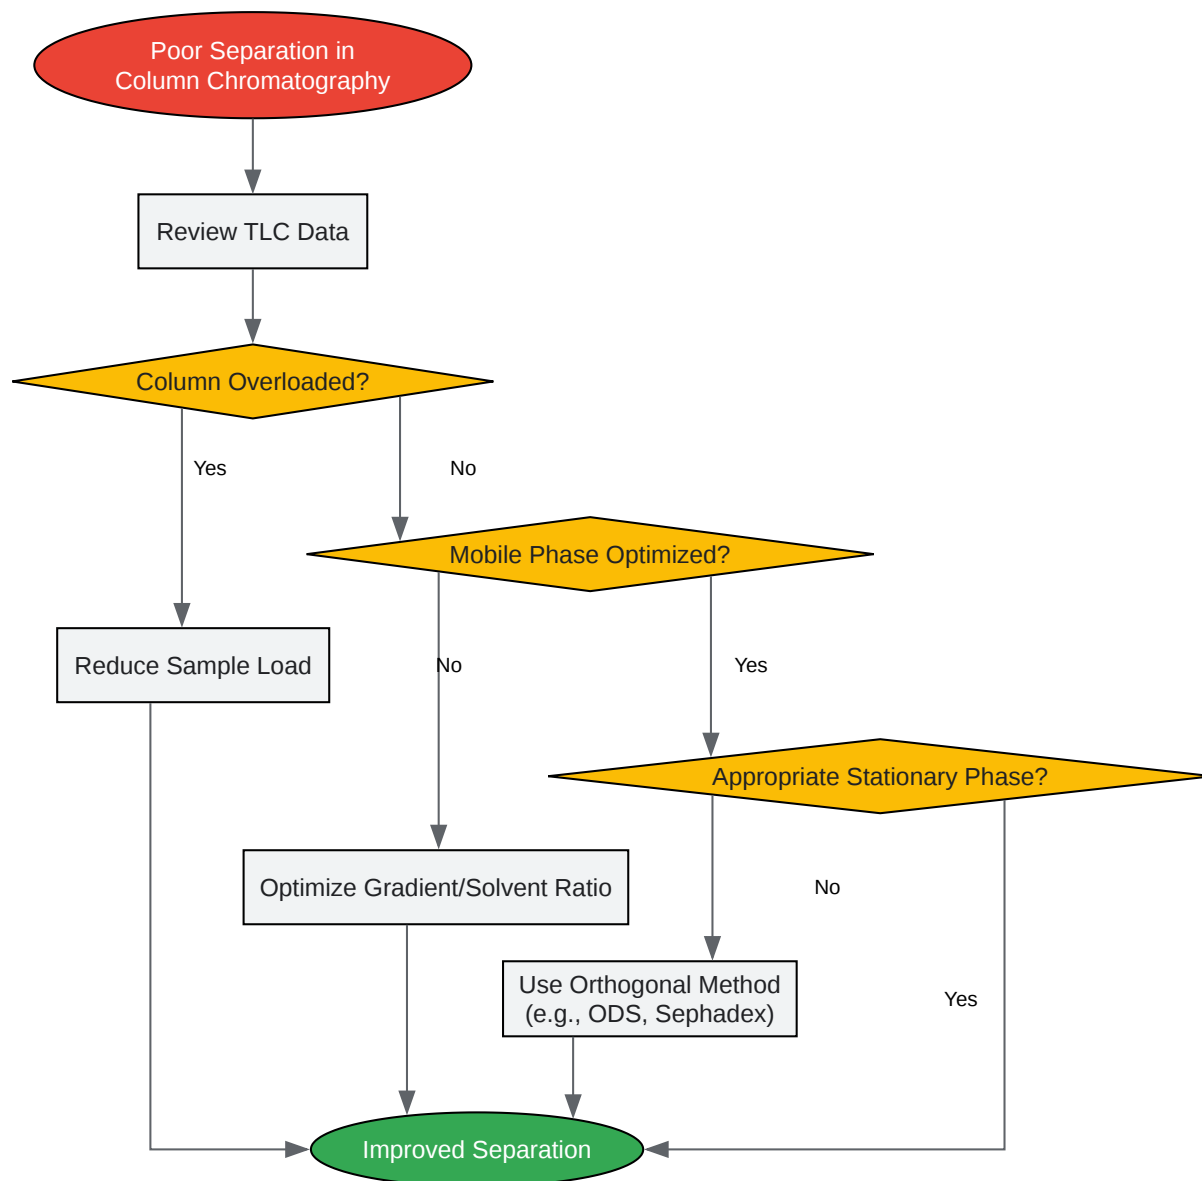 Poor Separation in
Column Chromatography
Review TLC Data
Column Overloaded?
Yes
No
Mobile Phase Optimized?
Reduce Sample Load
No
Yes
Appropriate Stationary Phase?
Optimize Gradient/Solvent Ratio
No
Use Orthogonal Method
(e.g., ODS, Sephadex)
Yes
Improved Separation